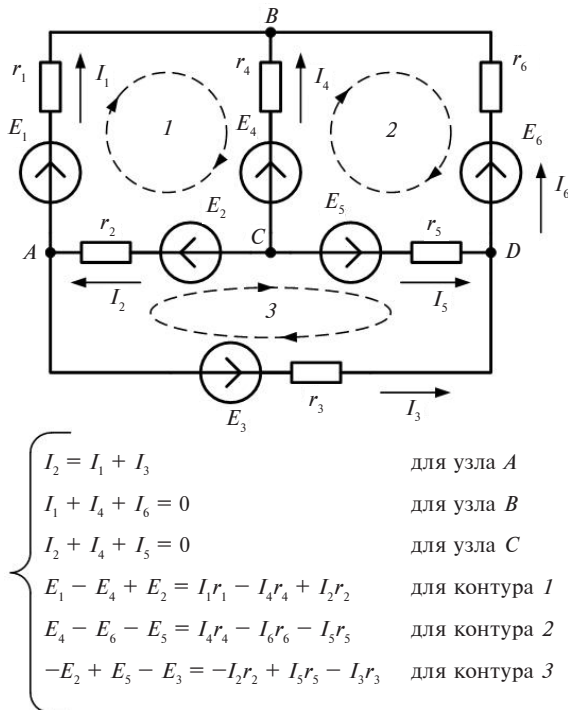 B
r₁ I₁ r₄ I₄ r₆
1 2
E₁ E₄ E₆
I₆
r₂ E₂ C E₅ r₅
A D
I₂ 3 I₅
E₃ r₃ I₃
I₂ = I₁ + I₃ для узла A
I₁ + I₄ + I₆ = 0 для узла B
I₂ + I₄ + I₅ = 0 для узла C
E₁ − E₄ + E₂ = I₁r₁ − I₄r₄ + I₂r₂ для контура 1
E₄ − E₆ − E₅ = I₄r₄ − I₆r₆ − I₅r₅ для контура 2
−E₂ + E₅ − E₃ = −I₂r₂ + I₅r₅ − I₃r₃ для контура 3